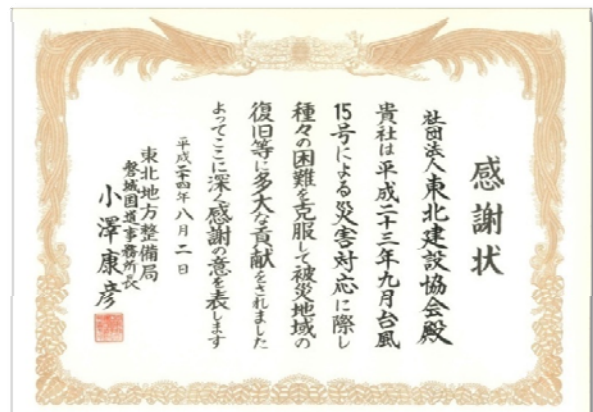 感謝状
社団法人東北建設協会殿
貴社は平成二十三年九月台風
15号による災害対応に際し
種々の困難を克服して被災地域の
復旧等に多大な貢献をされました
よってここに深く感謝の意を表します
平成二十四年八月二日
東北地方整備局
磐城国道事務所長
小澤康彦